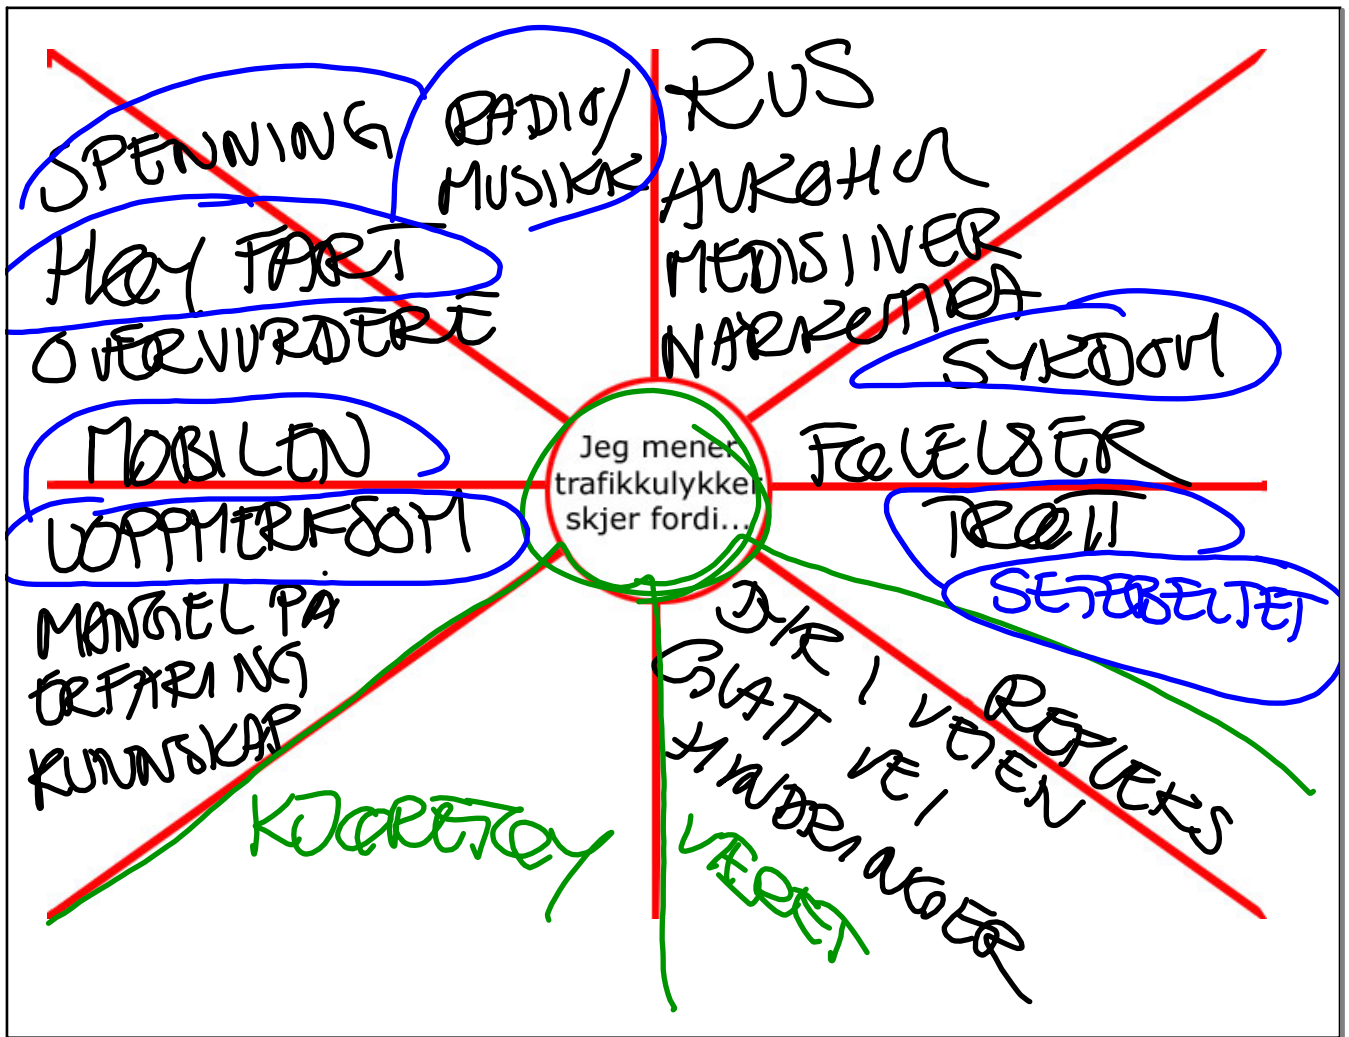 SPENNING
RADIO/
MUSIKK
HØY FART
OVERVURDERE
MOBILEN
UOPPMERKSOM
MANGEL PÅ
ERFARING
KUNNSKAP
RUS
ALKOHOL
MEDISINER
NARKOTIKA
SYKDOM
FØLELSER
TRØTT
SETEBELTET
Jeg mener
trafikkulykker
skjer fordi...
DYR I VEIEN
GLATT VEI
HINDRINGER
REFLEKS
KJØRETØY
VÆRET